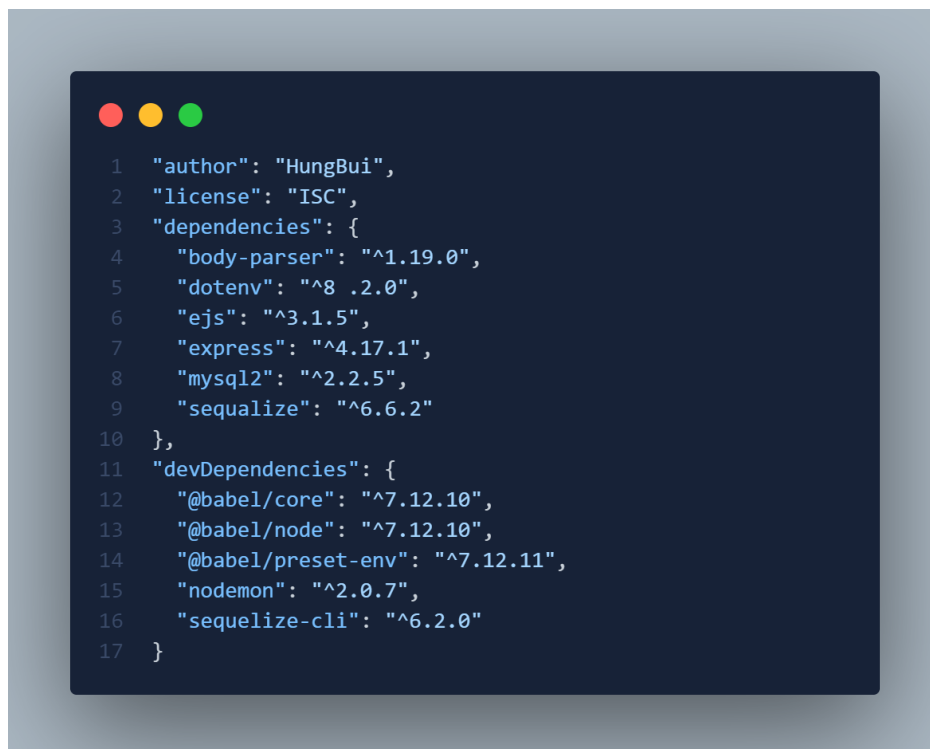 1 "author": "HungBui",
2 "license": "ISC",
3 "dependencies": {
4 "body-parser": "^1.19.0",
5 "dotenv": "^8 .2.0",
6 "ejs": "^3.1.5",
7 "express": "^4.17.1",
8 "mysql2": "^2.2.5",
9 "sequalize": "^6.6.2"
10 },
11 "devDependencies": {
12 "@babel/core": "^7.12.10",
13 "@babel/node": "^7.12.10",
14 "@babel/preset-env": "^7.12.11",
15 "nodemon": "^2.0.7",
16 "sequelize-cli": "^6.2.0"
17 }